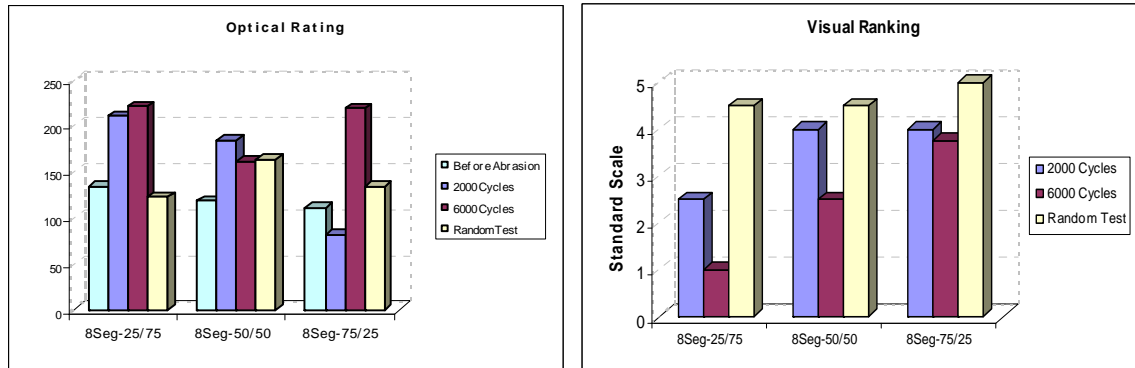 Optical Rating
250
200
150
100
50
0
8Seg-25/75 8Seg-50/50 8Seg-75/25
Before Abrasion
2000 Cycles
6000 Cycles
Random Test
Visual Ranking
Standard Scale
5
4
3
2
1
0
8Seg-25/75 8Seg-50/50 8Seg-75/25
2000 Cycles
6000 Cycles
Random Test